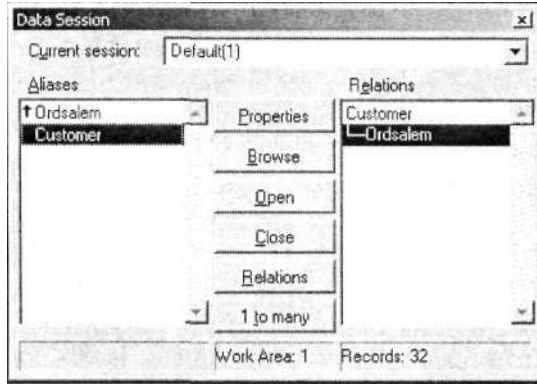 Data Session
Current session: Default(1)
Aliases
Relations
Ordsalem
Customer
Properties
Browse
Open
Close
Relations
1 to many
Customer
Ordsalem
Work Area: 1
Records: 32